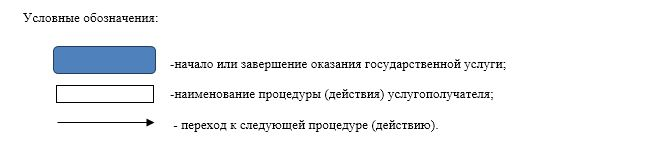 Условные обозначения:
-начало или завершение оказания государственной услуги;
-наименование процедуры (действия) услугополучателя;
- переход к следующей процедуре (действию).